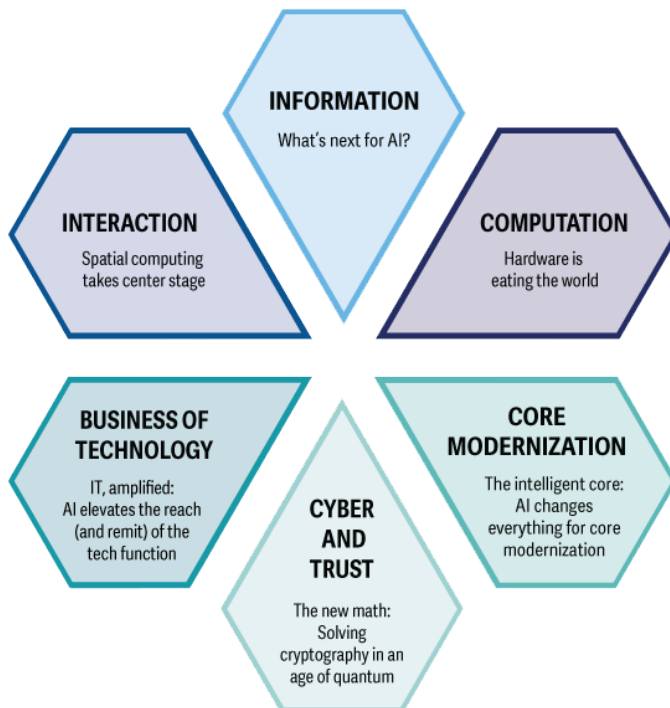 INFORMATION
What's next for AI?
INTERACTION
Spatial computing
takes center stage
COMPUTATION
Hardware is
eating the world
BUSINESS OF
TECHNOLOGY
IT, amplified:
AI elevates the reach
(and remit) of the
tech function
CORE
MODERNIZATION
The intelligent core:
AI changes
everything for core
modernization
CYBER
AND
TRUST
The new math:
Solving
cryptography in an
age of quantum